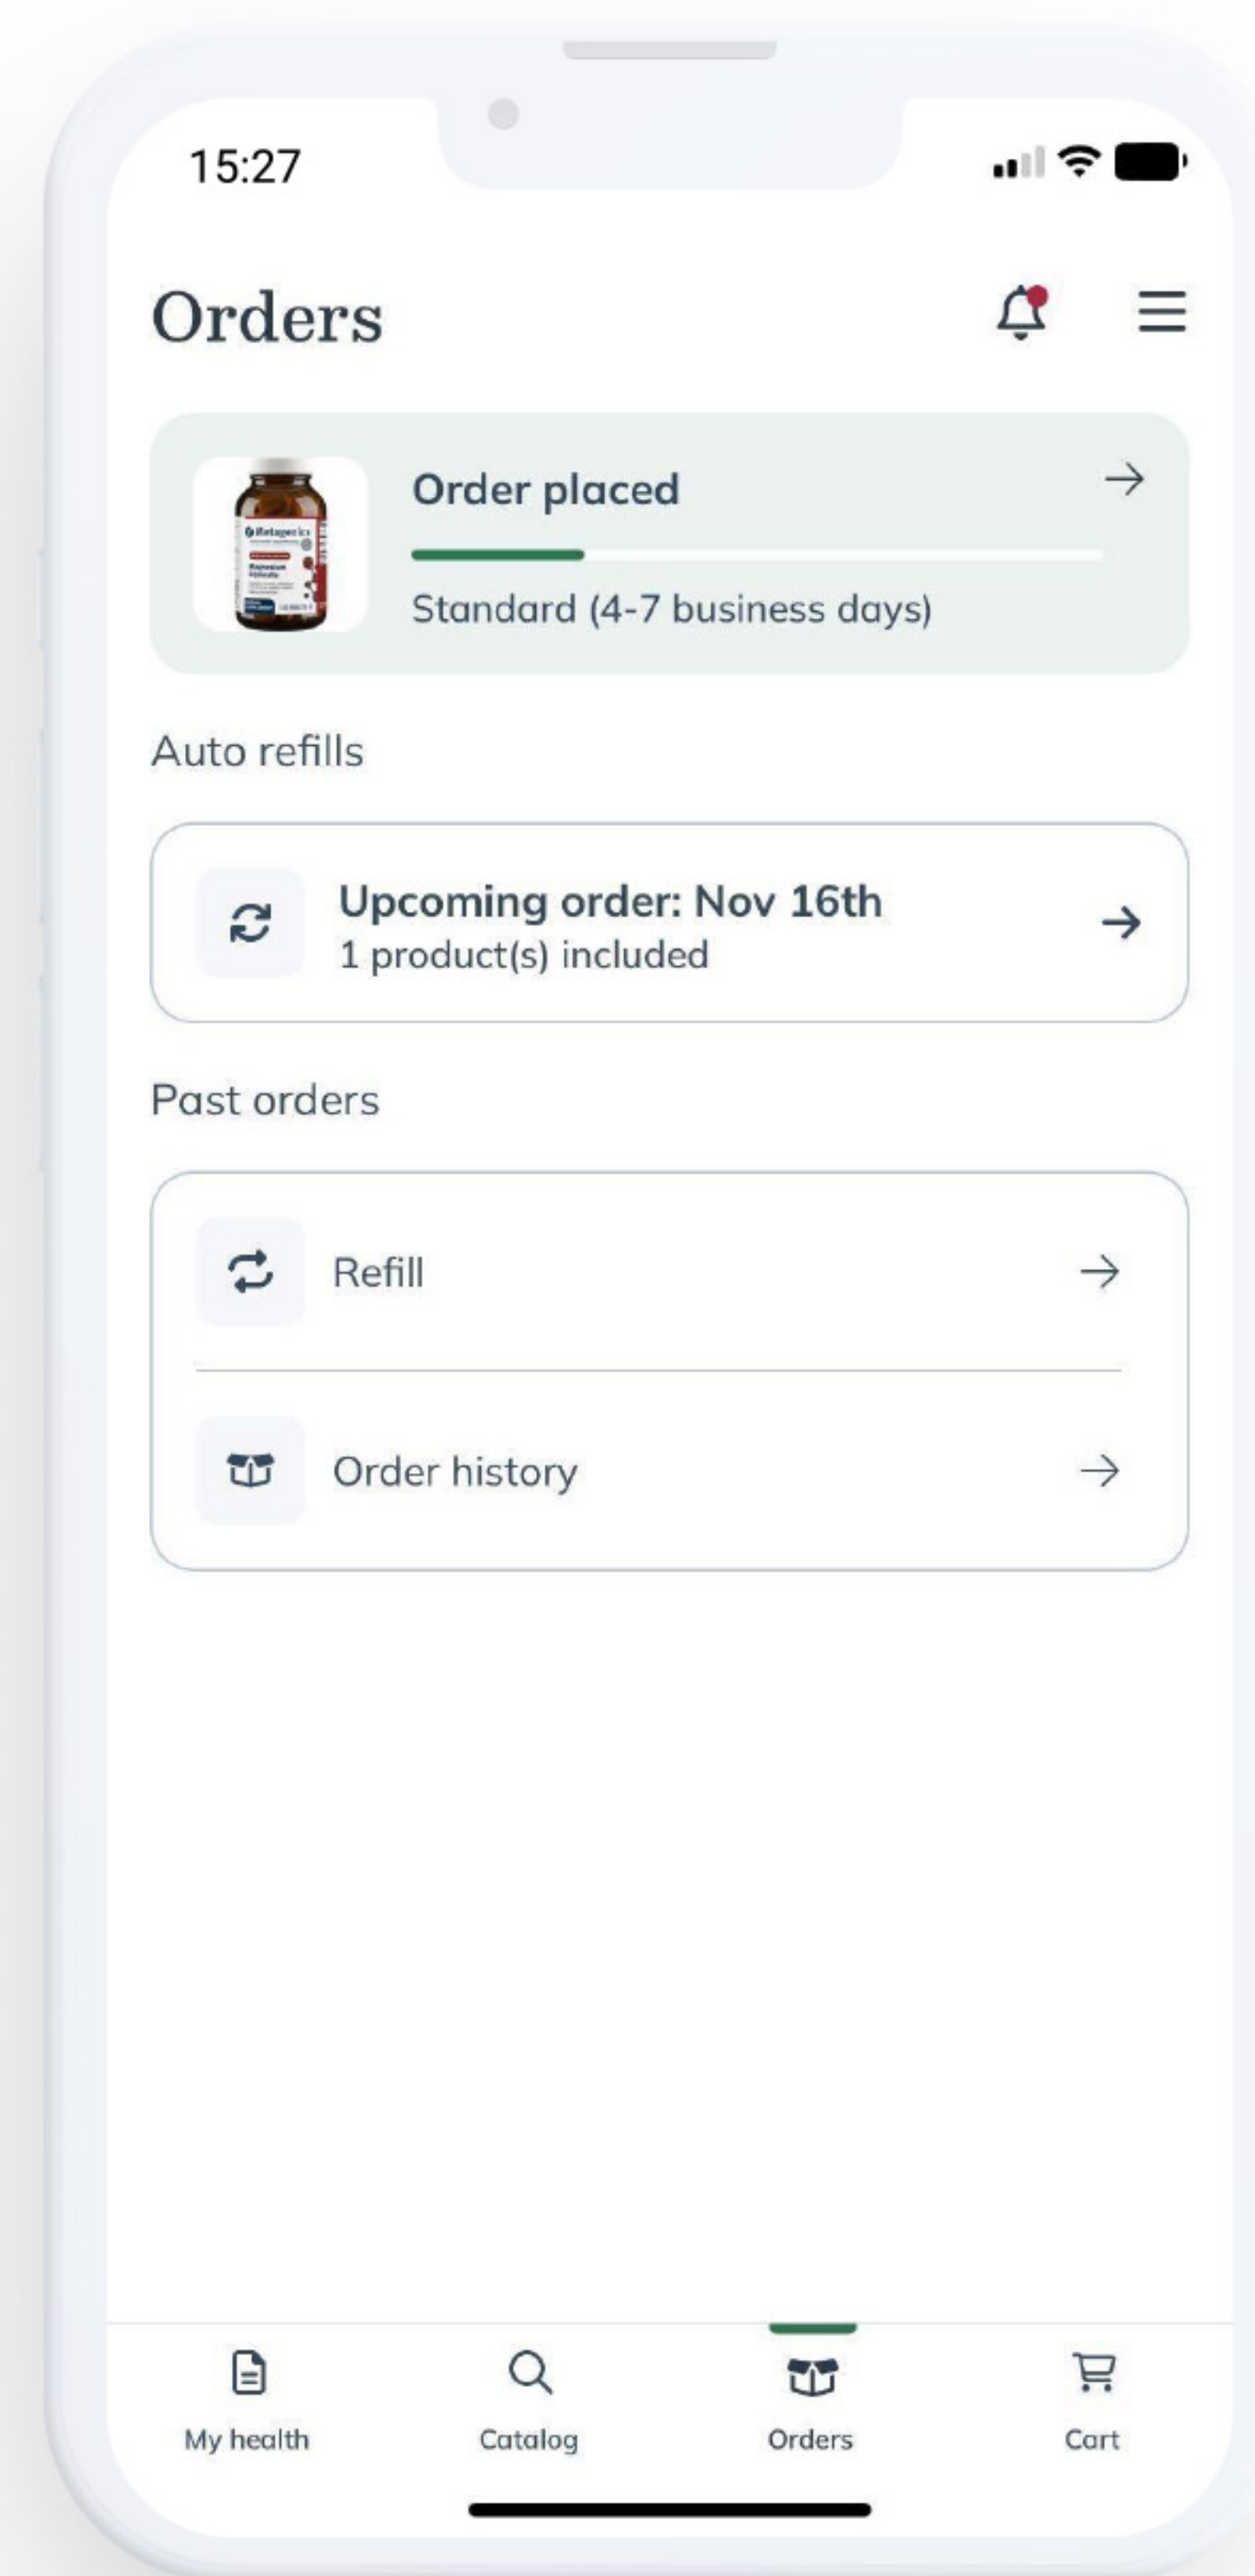 15:27
Orders
Metagenics
Order placed
Standard (4-7 business days)
Auto refills
Upcoming order: Nov 16th
1 product(s) included
Past orders
Refill
Order history
My health
Catalog
Orders
Cart